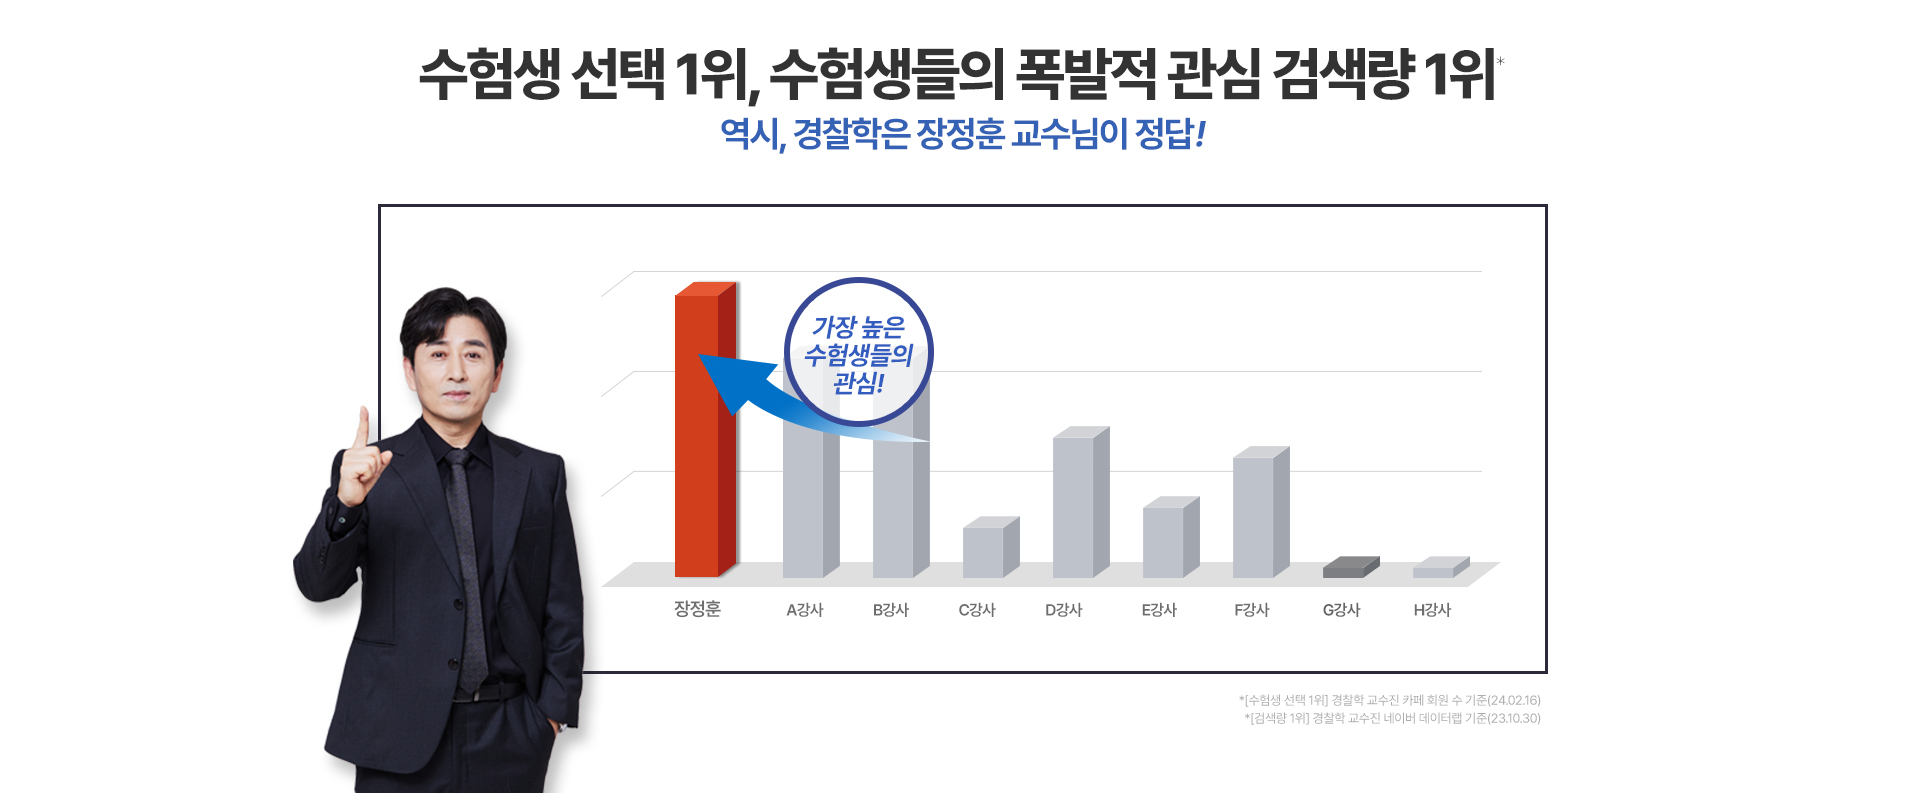 수험생 선택 1위, 수험생들의 폭발적 관심 검색량 1위*
역시, 경찰학은 장정훈 교수님이 정답!
가장 높은
수험생들의
관심!
장정훈 A강사 B강사 C강사 D강사 E강사 F강사 G강사 H강사
*[수험생 선택 1위] 경찰학 교수진 카페 회원 수 기준(24.02.16)
*[검색량 1위] 경찰학 교수진 네이버 데이터랩 기준(23.10.30)